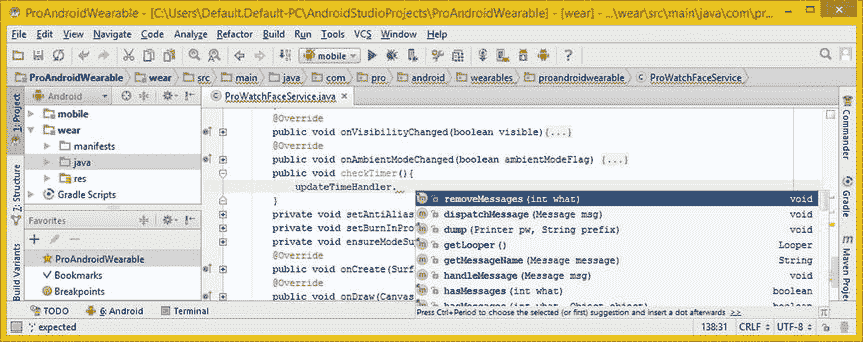 ProAndroidWearable - [C:\Users\Default.Default-PC\AndroidStudioProjects\ProAndroidWearable] - [wear] - ...\wear\src\main\java\com\pr...
File Edit View Navigate Code Analyze Refactor Build Run Tools VCS Window Help
mobile
ProAndroidWearable wear src main java com pro android wearables proandroidwearable ProWatchFaceService
1: Project
7: Structure
Build Variants
Android
mobile
wear
manifests
java
res
Gradle Scripts
Favorites
ProAndroidWearable
Bookmarks
Breakpoints
ProWatchFaceService.java
@Override
public void onVisibilityChanged(boolean visible){...}
@Override
public void onAmbientModeChanged(boolean ambientModeFlag) {...}
public void checkTimer(){
updateTimeHandler.
}
private void setAntiAlias
private void setBurnInPro
private void ensureModeSu
@Override
public void onCreate(Surf
@Override
public void onDraw(Canvas
removeMessages(int what) void
dispatchMessage(Message msg) void
dump(Printer pw, String prefix) void
getLooper() Looper
getMessageName(Message message) String
handleMessage(Message msg) void
hasMessages(int what) boolean
hasMessages(int what, Object object) boolean
Press Ctrl+Period to choose the selected (or first) suggestion and insert a dot afterwards >>
Commander
Gradle
Maven Proje
TODO 6: Android Terminal
';' expected 138:31 CRLF UTF-8